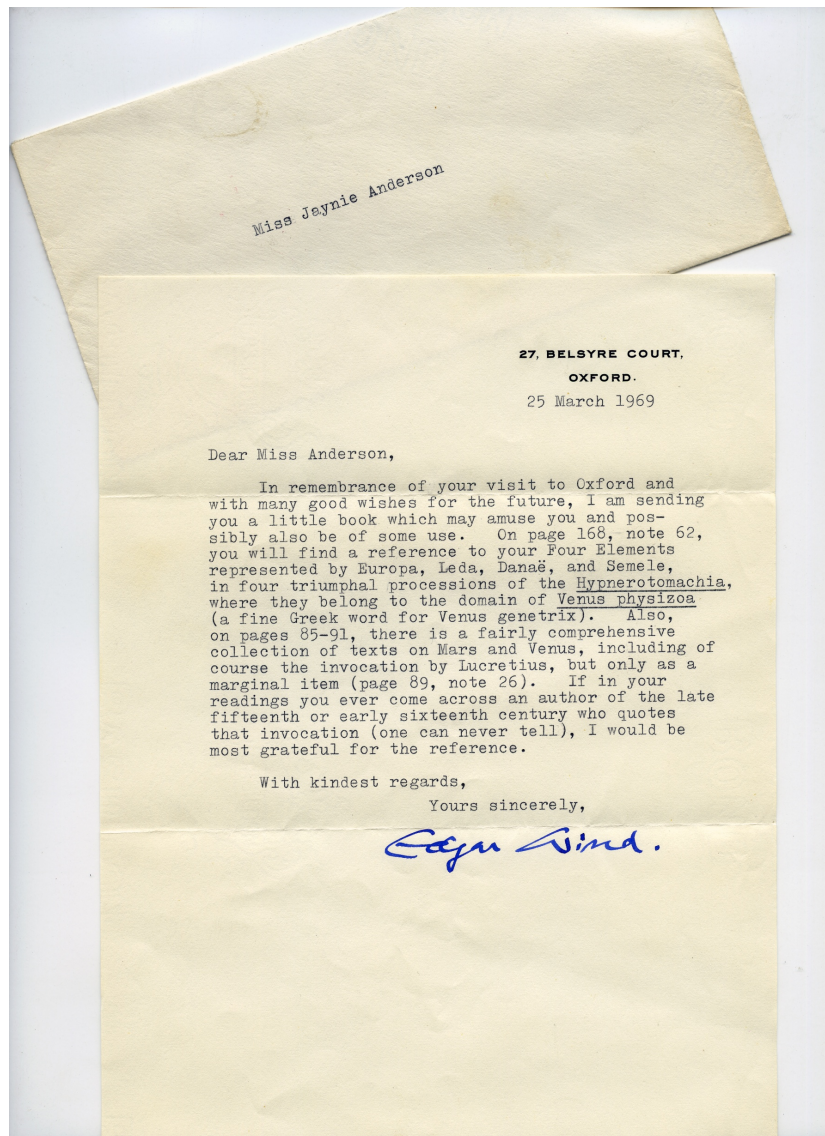 Miss Jaynie Anderson
27, BELSYRE COURT,
OXFORD.
25 March 1969
Dear Miss Anderson,
In remembrance of your visit to Oxford and
with many good wishes for the future, I am sending
you a little book which may amuse you and pos-
sibly also be of some use. On page 168, note 62,
you will find a reference to your Four Elements
represented by Europa, Leda, Danaë, and Semele,
in four triumphal processions of the Hypnerotomachia,
where they belong to the domain of Venus physizoa
(a fine Greek word for Venus genetrix). Also,
on pages 85-91, there is a fairly comprehensive
collection of texts on Mars and Venus, including of
course the invocation by Lucretius, but only as a
marginal item (page 89, note 26). If in your
readings you ever come across an author of the late
fifteenth or early sixteenth century who quotes
that invocation (one can never tell), I would be
most grateful for the reference.
With kindest regards,
Yours sincerely,
Edgar Wind.